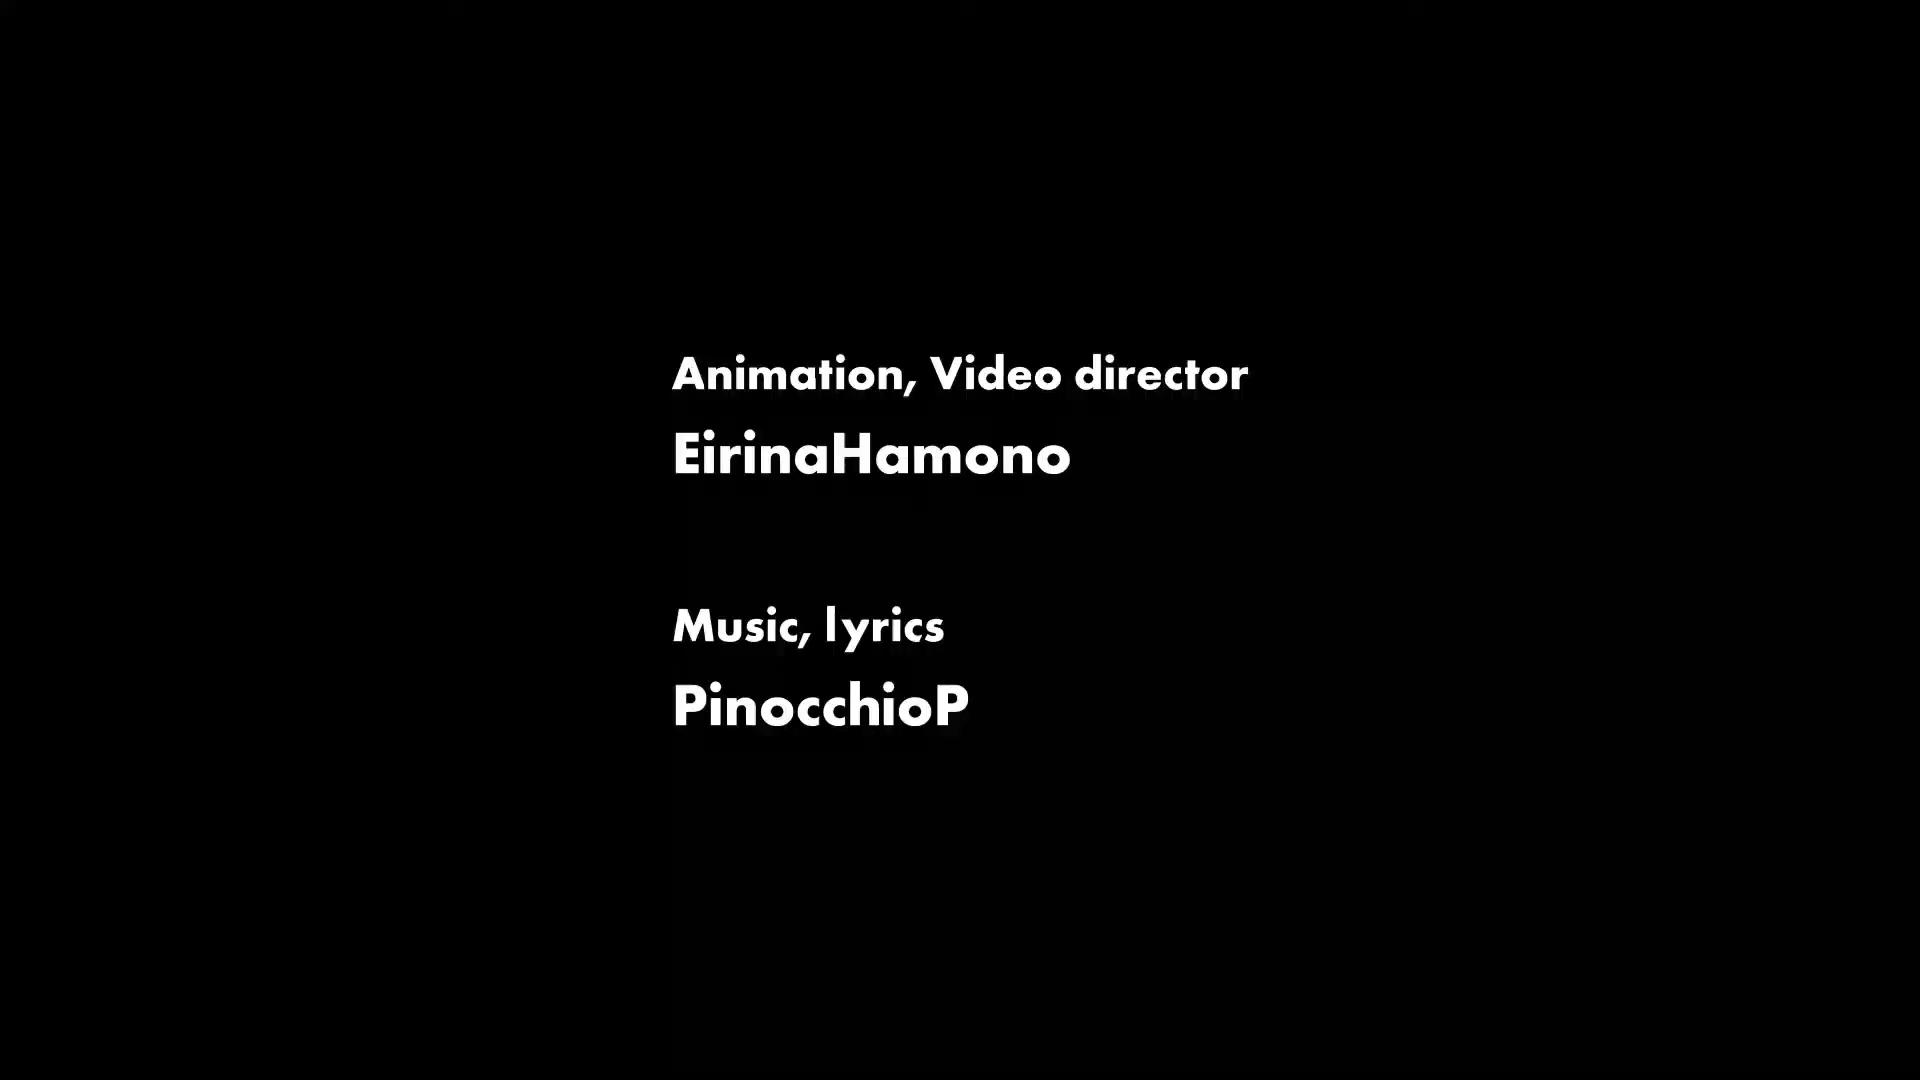 Animation, Video director
EirinaHamono
Music, lyrics
PinocchioP